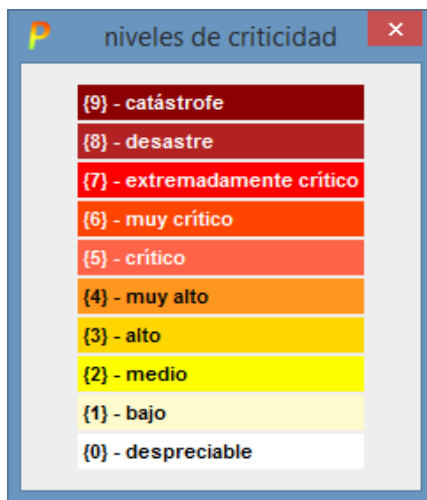 P niveles de criticidad ×
{9} - catástrofe
{8} - desastre
{7} - extremadamente crítico
{6} - muy crítico
{5} - crítico
{4} - muy alto
{3} - alto
{2} - medio
{1} - bajo
{0} - despreciable